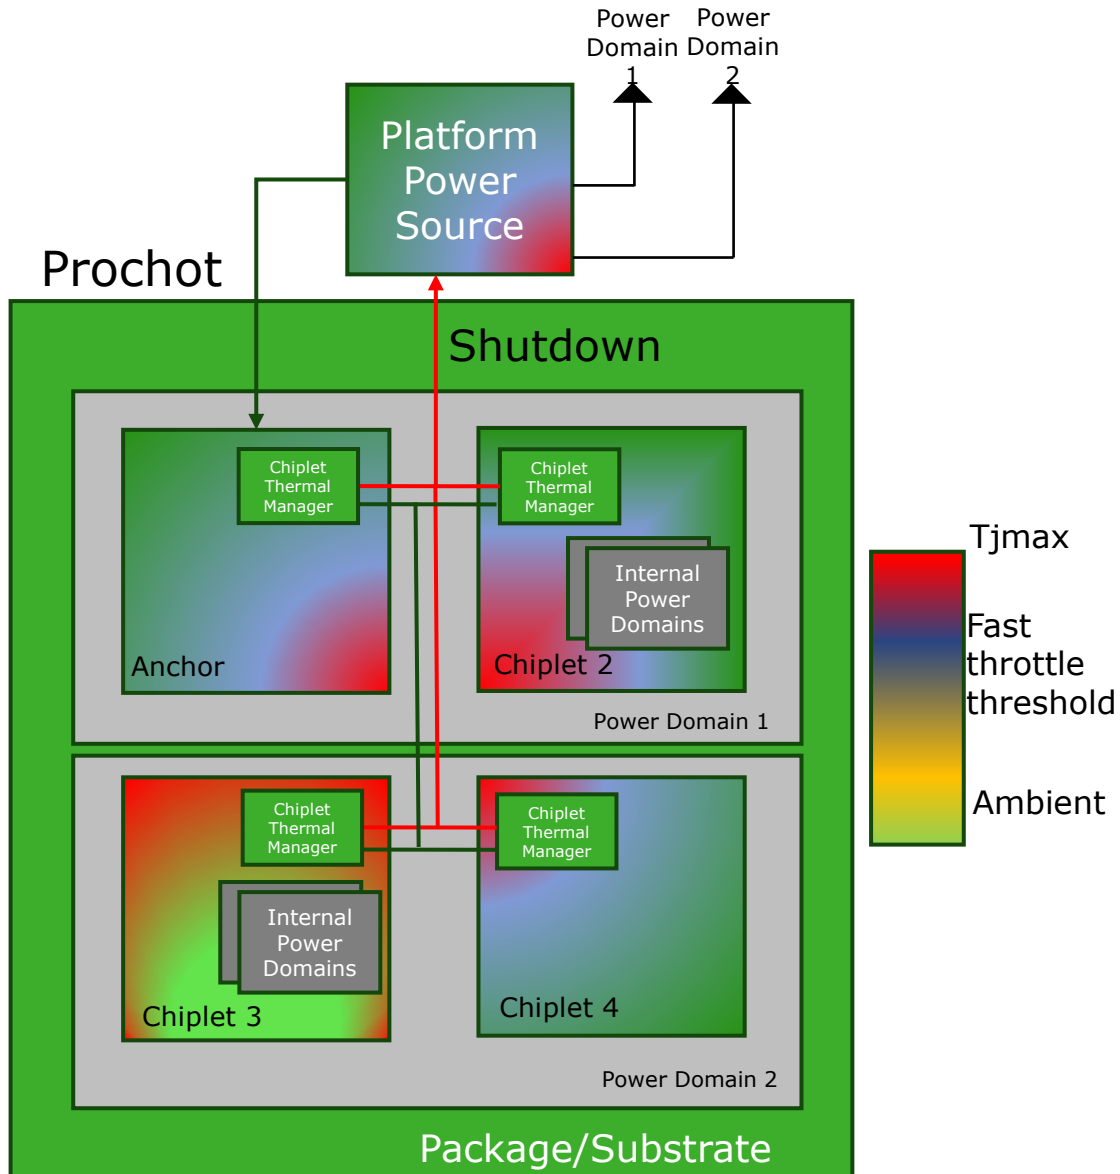 Power
Domain
1
Power
Domain
2
Platform
Power
Source
Prochot
Shutdown
Chiplet
Thermal
Manager
Anchor
Chiplet
Thermal
Manager
Internal
Power
Domains
Chiplet 2
Power Domain 1
Chiplet
Thermal
Manager
Internal
Power
Domains
Chiplet 3
Chiplet
Thermal
Manager
Chiplet 4
Power Domain 2
Package/Substrate
Tjmax
Fast
throttle
threshold
Ambient